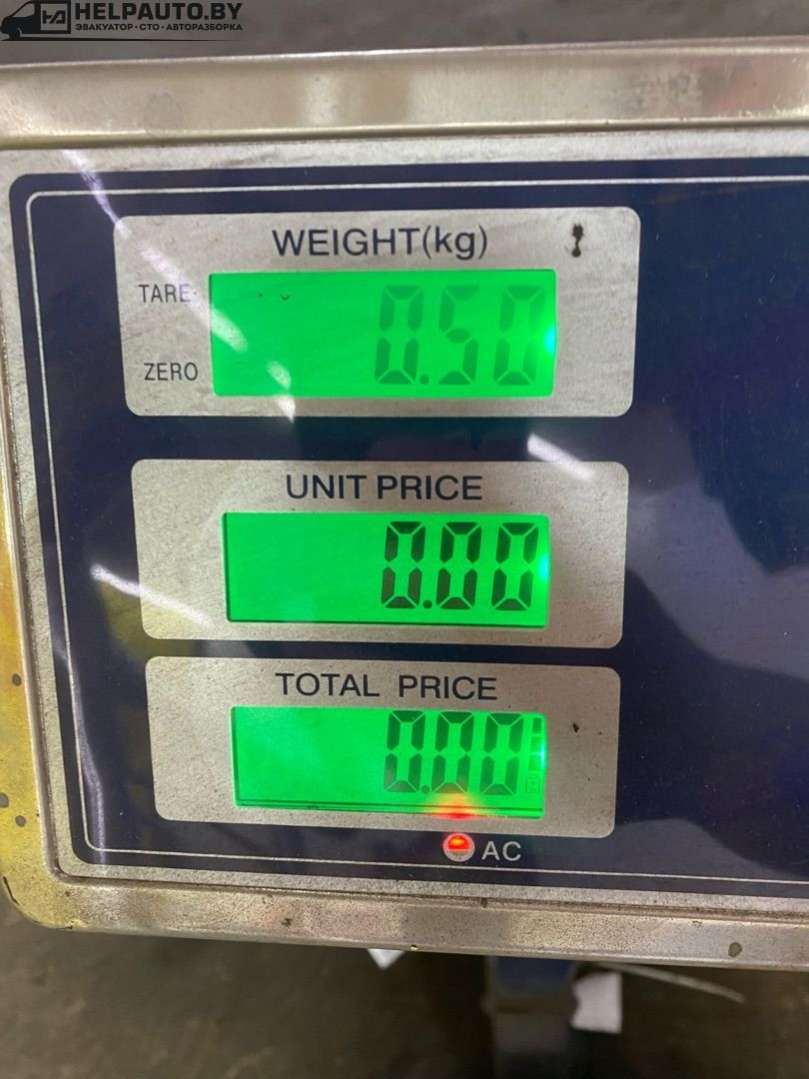 HELPAUTO.BY
ЭВАКУАТОР • СТО • АВТОРАЗБОРКА
WEIGHT(kg)
TARE
0.50
ZERO
UNIT PRICE
0.00
TOTAL PRICE
0.00
AC